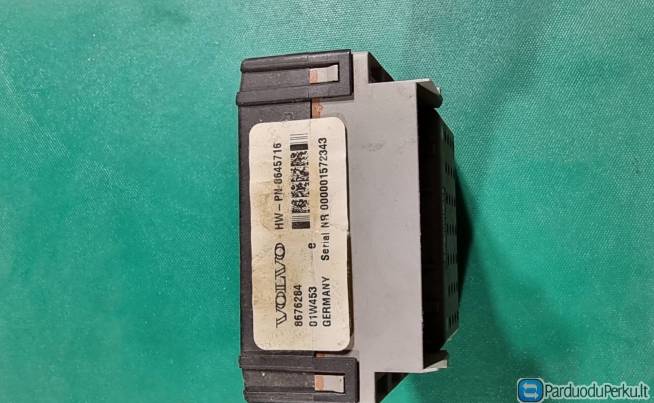 VOLVO HW-PN 8645716
8676264
01W453 e
GERMANY Serial NR 000001572343
ParduoduPerku.lt